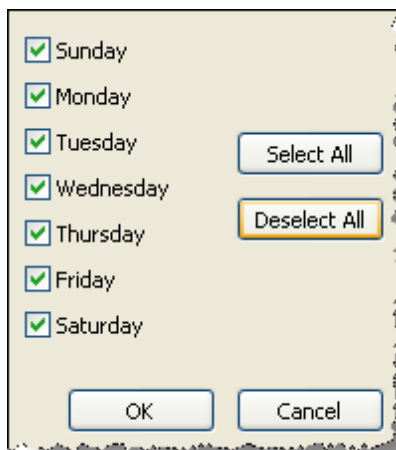 Sunday
Monday
Tuesday
Select All
Wednesday
Deselect All
Thursday
Friday
Saturday
OK
Cancel